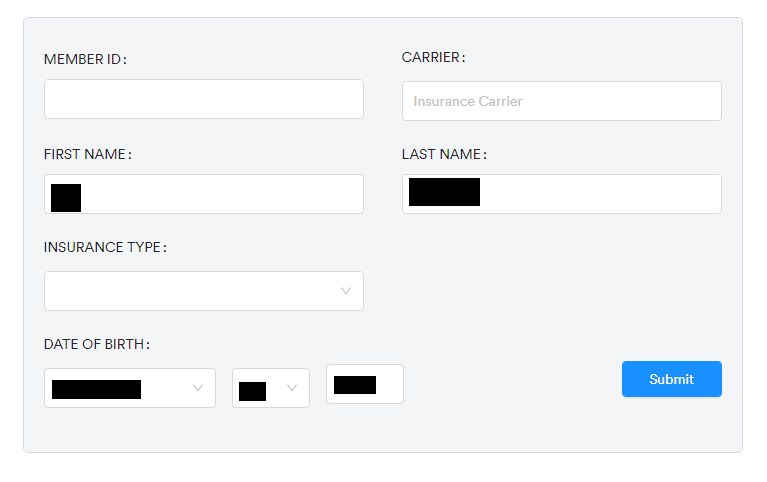 MEMBER ID:
CARRIER:
Insurance Carrier
FIRST NAME:
LAST NAME:
INSURANCE TYPE:
DATE OF BIRTH:
Submit